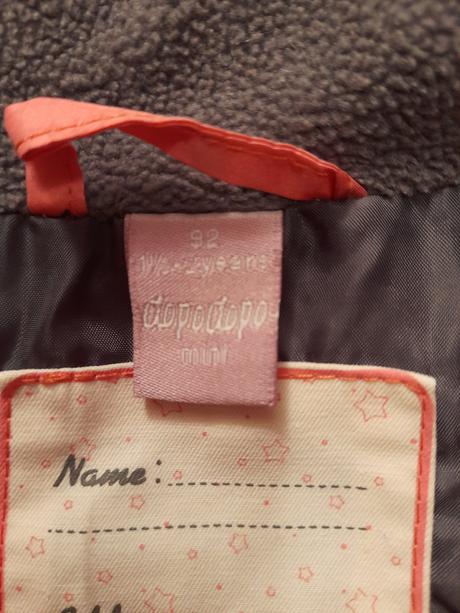 92
1½-2 years
dopodopo
mini
Name: